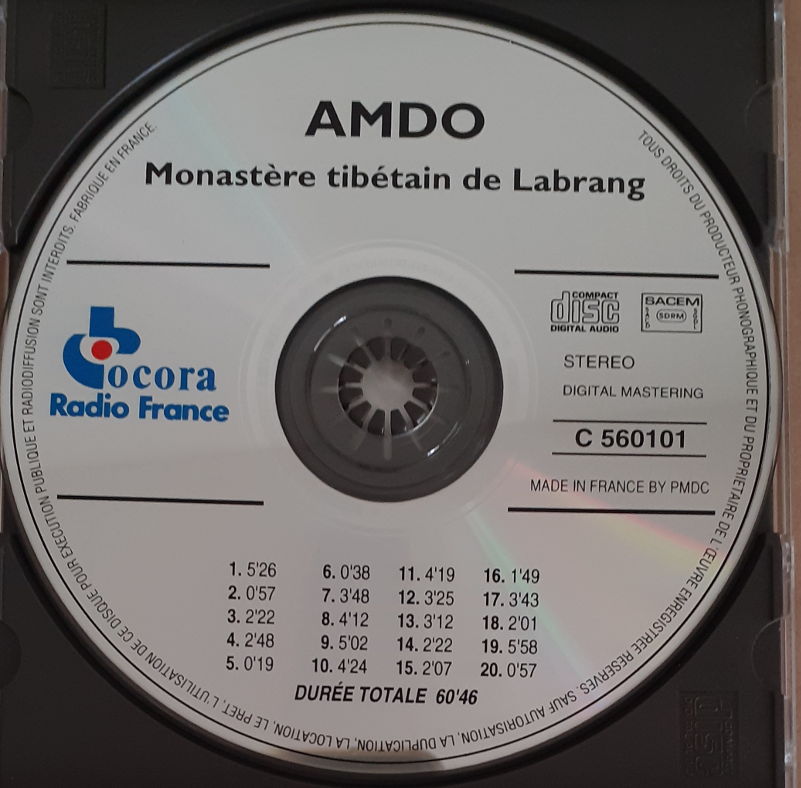 AMDO
Monastère tibétain de Labrang
TOUS DROITS DU PRODUCTEUR PHONOGRAPHIQUE ET DU PROPRIETAIRE DE L'ŒUVRE ENREGISTREE RESERVES. SAUF AUTORISATION, LA DUPLICATION, LA LOCATION, LE PRET, L'UTILISATION DE CE DISQUE POUR EXECUTION PUBLIQUE ET RADIODIFFUSION SONT INTERDITS. FABRIQUE EN FRANCE.
ocora
Radio France
COMPACT
disc
DIGITAL AUDIO
SACEM
SDRM
STEREO
DIGITAL MASTERING
C 560101
MADE IN FRANCE BY PMDC
1. 5'26 6. 0'38 11. 4'19 16. 1'49
2. 0'57 7. 3'48 12. 3'25 17. 3'43
3. 2'22 8. 4'12 13. 3'12 18. 2'01
4. 2'48 9. 5'02 14. 2'22 19. 5'58
5. 0'19 10. 4'24 15. 2'07 20. 0'57
DURÉE TOTALE 60'46